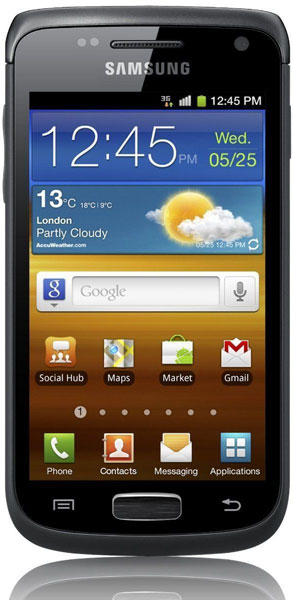 SAMSUNG
3G 12:45 PM
12:45 PM
Wed.
05/25
13°C 18°C | 9°C
London
Partly Cloudy
AccuWeather.com 05/25 12:45 PM
g Google
Social Hub Maps Market Gmail
1
Phone Contacts Messaging Applications